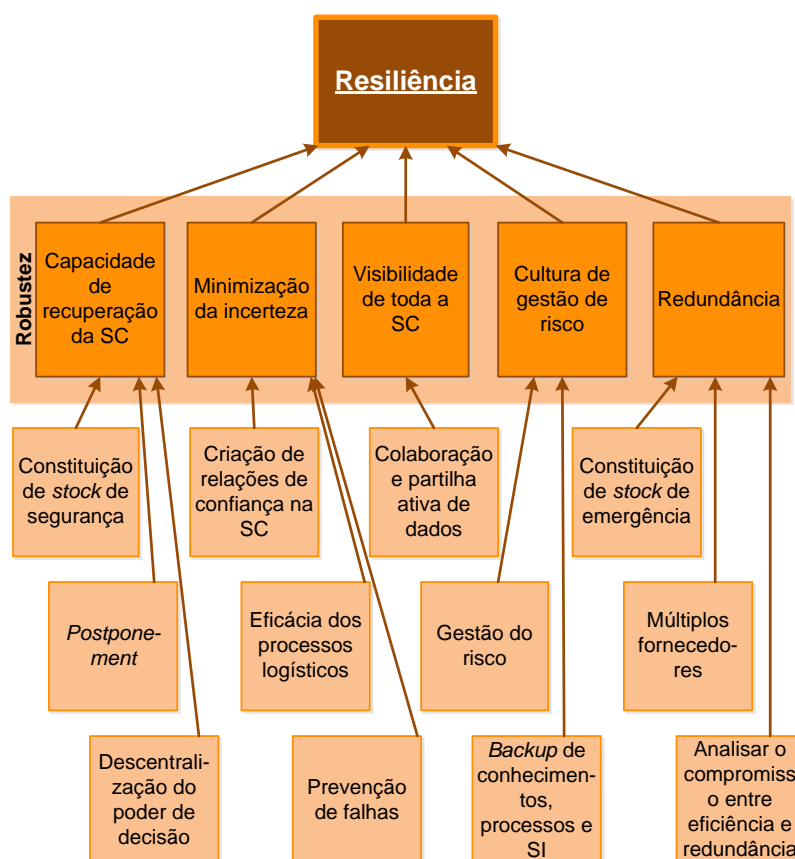 Resiliência
Robustez
Capacidade
de
recuperação
da SC
Minimização
da incerteza
Visibilidade
de toda a
SC
Cultura de
gestão de
risco
Redundância
Constituição
de stock de
segurança
Criação de
relações de
confiança na
SC
Colaboração
e partilha
ativa de
dados
Constituição
de stock de
emergência
Postpone-
ment
Eficácia dos
processos
logísticos
Gestão do
risco
Múltiplos
fornecedo-
res
Descentrali-
zação do
poder de
decisão
Prevenção
de falhas
Backup de
conhecimen-
tos,
processos e
SI
Analisar o
compromiss
o entre
eficiência e
redundância